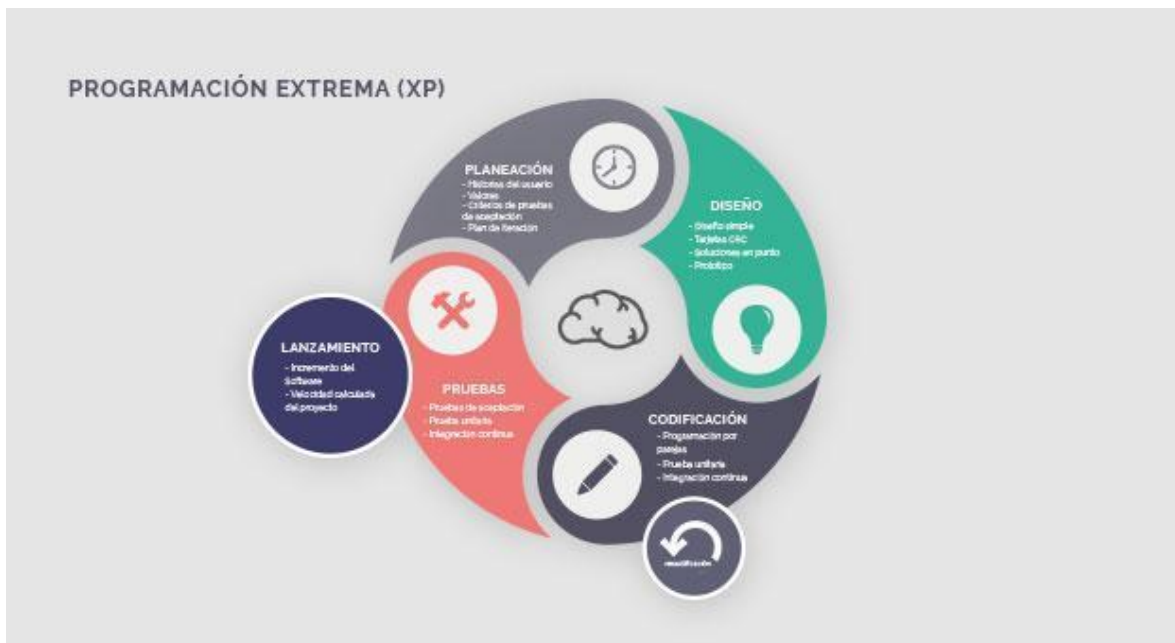 PROGRAMACIÓN EXTREMA (XP)
PLANEACIÓN
- Historias del usuario
- Valores
- Criterios de pruebas
de aceptación
- Plan de iteración
DISEÑO
- Diseño simple
- Tarjetas CRC
- Soluciones en punto
- Prototipo
LANZAMIENTO
- Incremento del
Software
- Velocidad calculada
del proyecto
PRUEBAS
- Pruebas de aceptación
- Prueba unitaria
- Integración continua
CODIFICACIÓN
- Programación por
parejas
- Prueba unitaria
- Integración continua